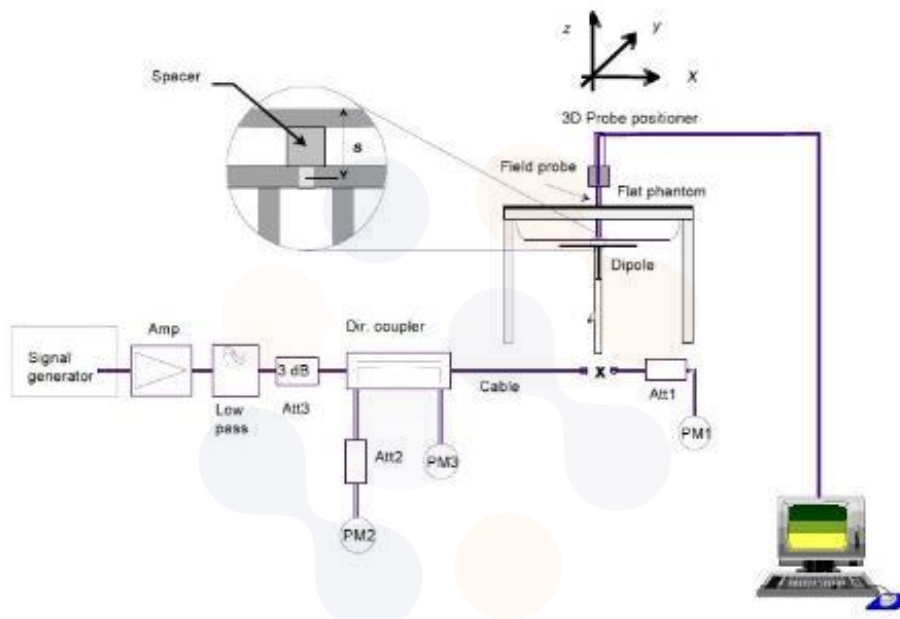 z
y
x
Spacer
s
3D Probe positioner
Field probe
Flat phantom
Dipole
Signal
generator
Amp
Low
pass
3 dB
Att3
Dir. coupler
Cable
x
Att1
PM1
Att2
PM3
PM2